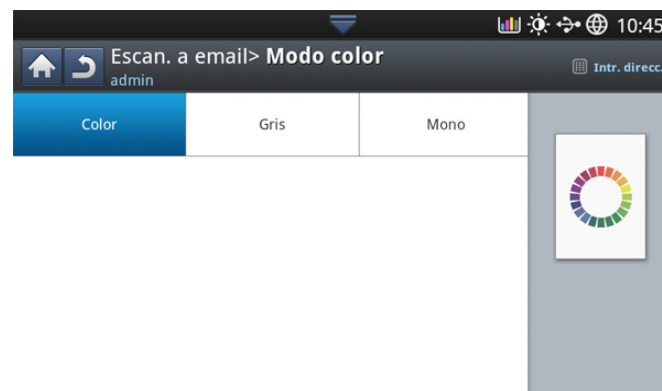 10:45
Escan. a email> Modo color
admin
Intr. direcc.
Color Gris Mono